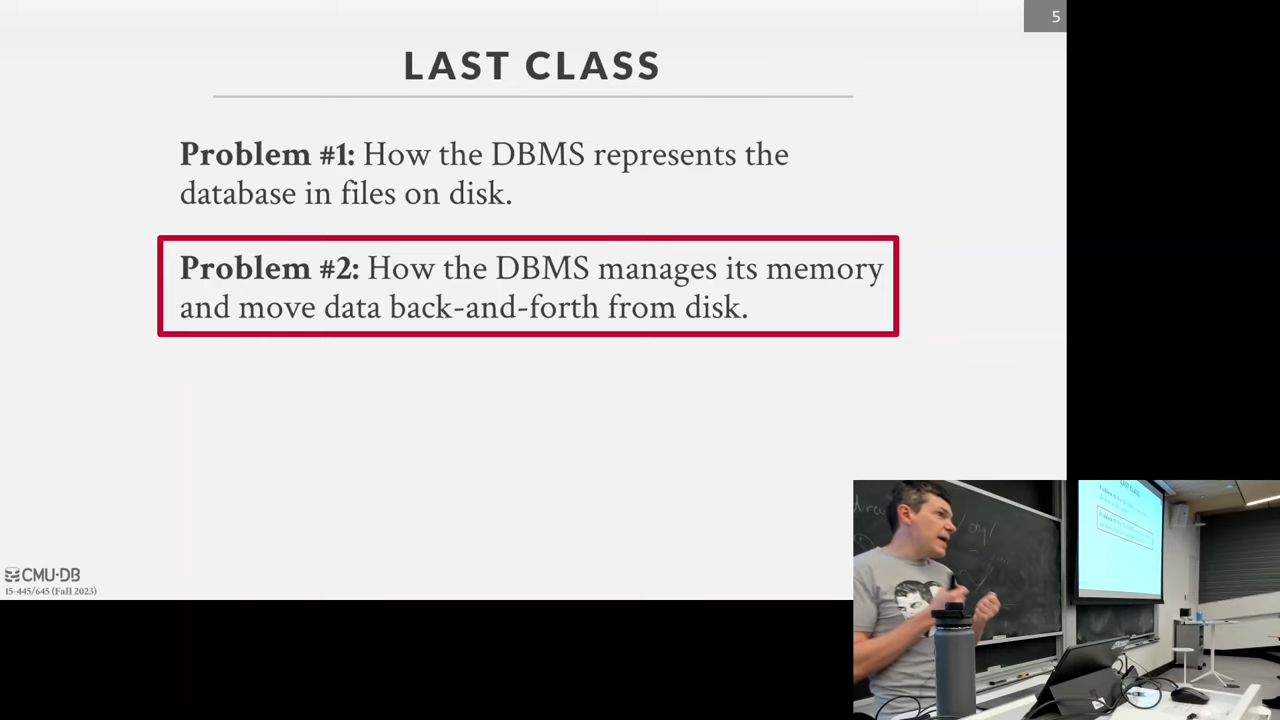 5
LAST CLASS
Problem #1: How the DBMS represents the
database in files on disk.
Problem #2: How the DBMS manages its memory
and move data back-and-forth from disk.
CMU·DB
15-445/645 (Fall 2023)
LAST CLASS